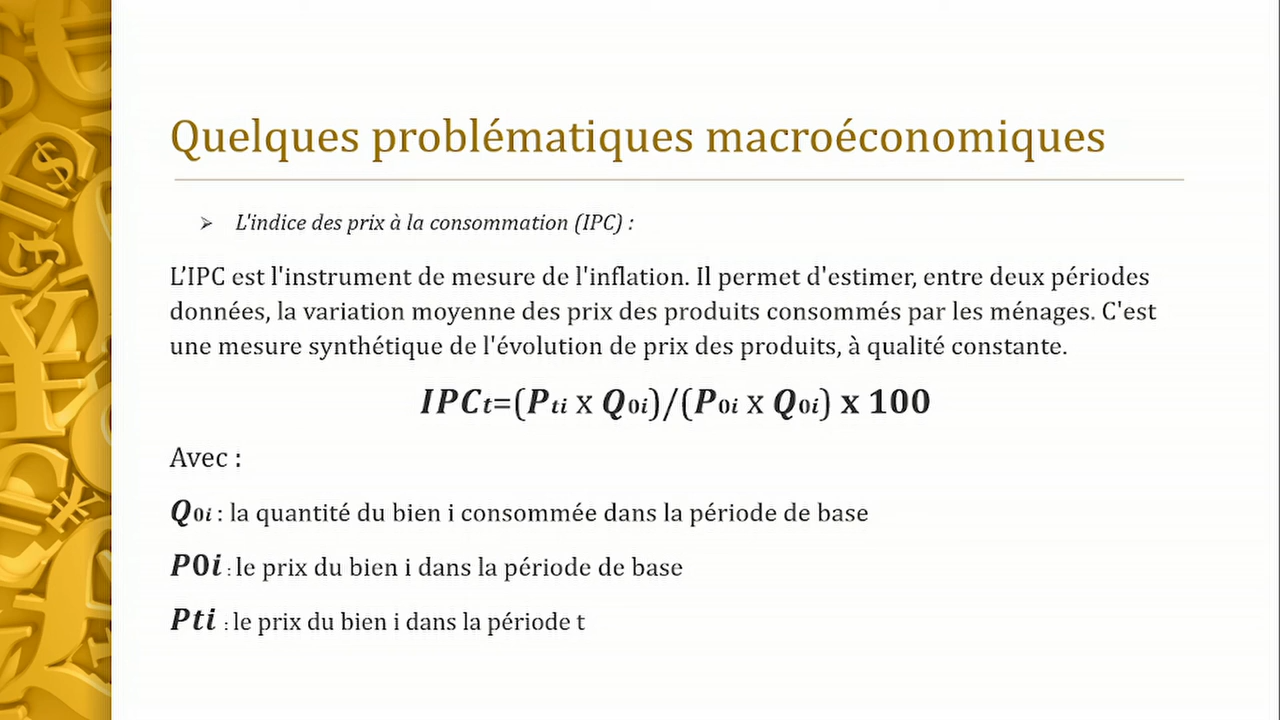 Quelques problématiques macroéconomiques
L'indice des prix à la consommation (IPC) :
L’IPC est l'instrument de mesure de l'inflation. Il permet d'estimer, entre deux périodes
données, la variation moyenne des prix des produits consommés par les ménages. C'est
une mesure synthétique de l'évolution de prix des produits, à qualité constante.
IPCt=(Pti x Q0i)/(P0i x Q0i) x 100
Avec :
Q0i : la quantité du bien i consommée dans la période de base
P0i : le prix du bien i dans la période de base
Pti : le prix du bien i dans la période t